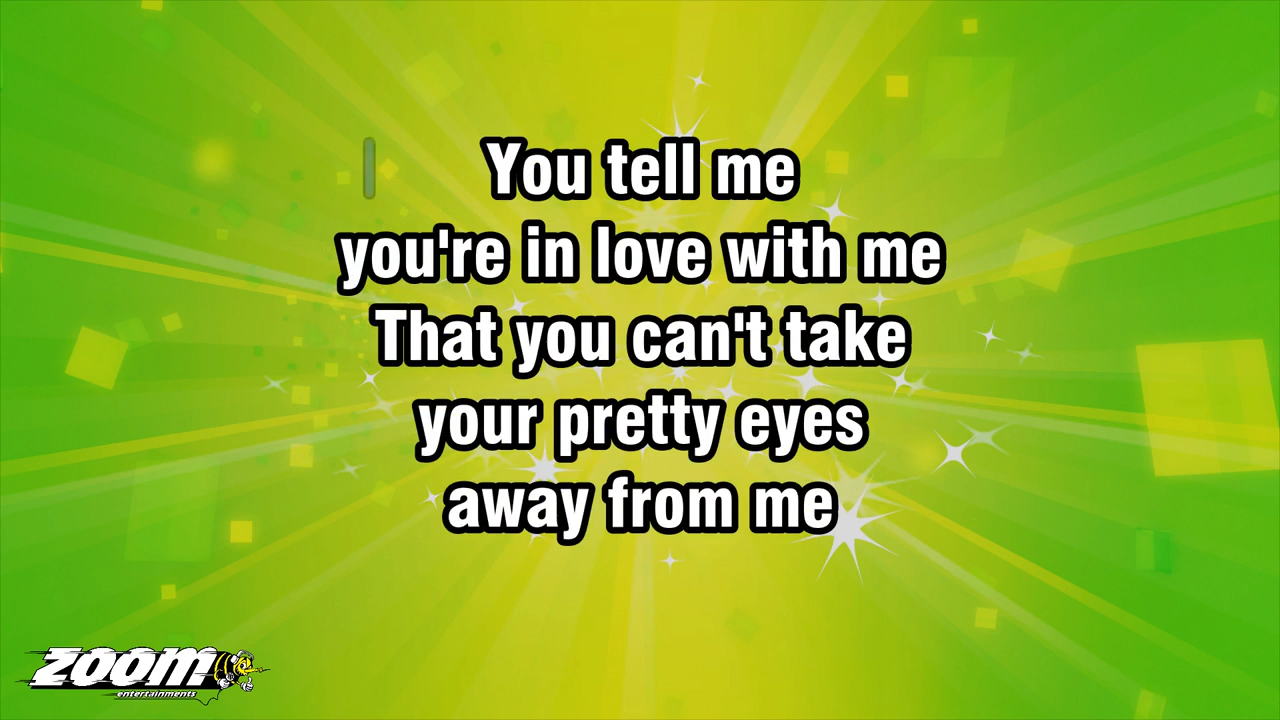 You tell me
you're in love with me
That you can't take
your pretty eyes
away from me
zoom
entertainments